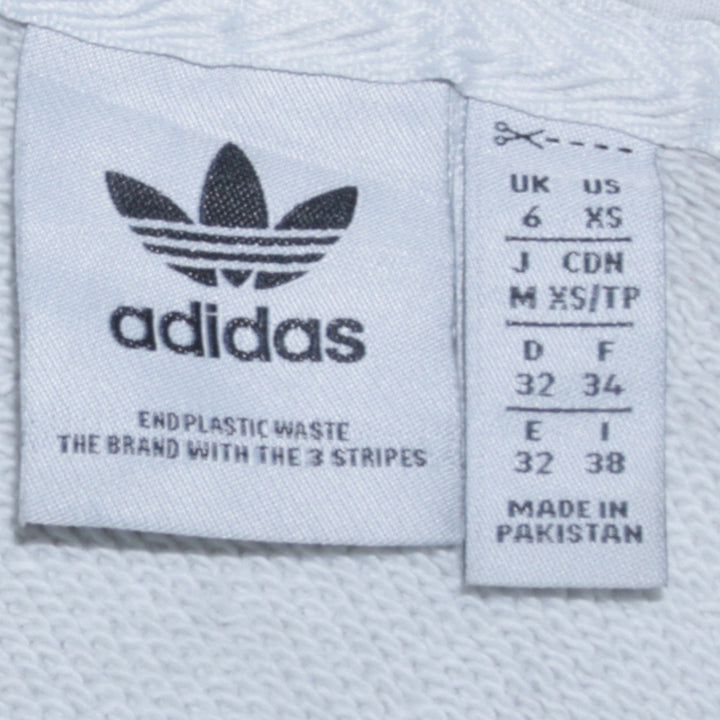 adidas
END PLASTIC WASTE
THE BRAND WITH THE 3 STRIPES
UK US
6 XS
J CDN
M XS/TP
D F
32 34
E I
32 38
MADE IN
PAKISTAN